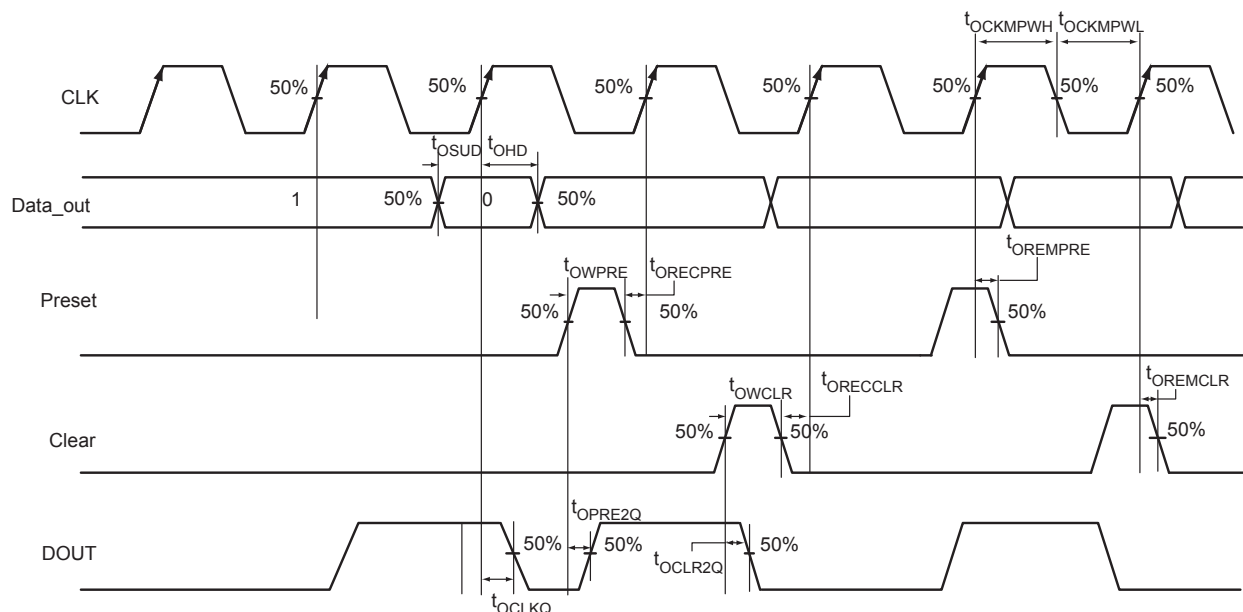 tOCKMPWH tOCKMPWL
CLK 50% 50% 50% 50% 50% 50% 50%
tOSUD tOHD
Data_out 1 50% 0 50%
tOWPRE tORECPRE tOREMPRE
Preset 50% 50% 50%
tOWCLR tORECCLR tOREMCLR
Clear 50% 50% 50%
tOPRE2Q
DOUT 50% 50% tOCLR2Q 50%
tOCLKQ